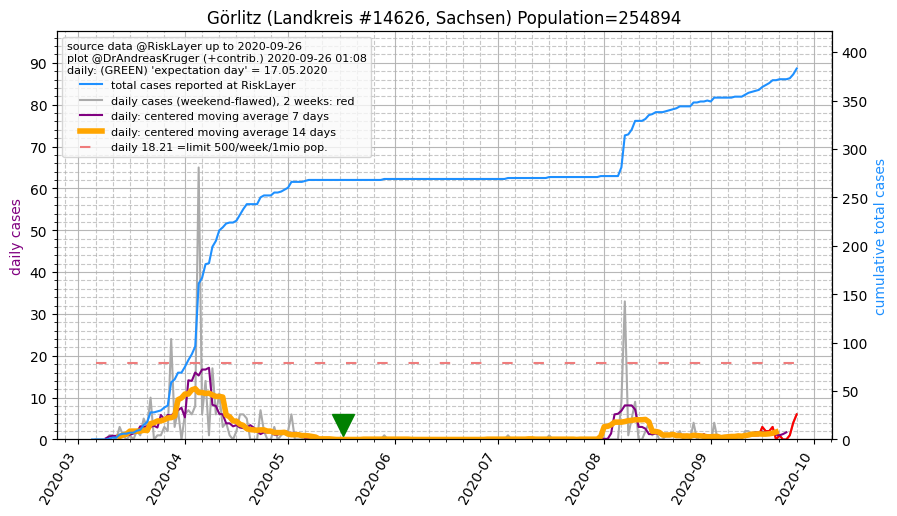 Görlitz (Landkreis #14626, Sachsen) Population=254894
source data @RiskLayer up to 2020-09-26
plot @DrAndreasKruger (+contrib.) 2020-09-26 01:08
daily: (GREEN) 'expectation day' = 17.05.2020
total cases reported at RiskLayer
daily cases (weekend-flawed), 2 weeks: red
daily: centered moving average 7 days
daily: centered moving average 14 days
daily 18.21 =limit 500/week/1mio pop.
daily cases
90
80
70
60
50
40
30
20
10
0
400
350
300
250
200
150
100
50
0
cumulative total cases
2020-03
2020-04
2020-05
2020-06
2020-07
2020-08
2020-09
2020-10